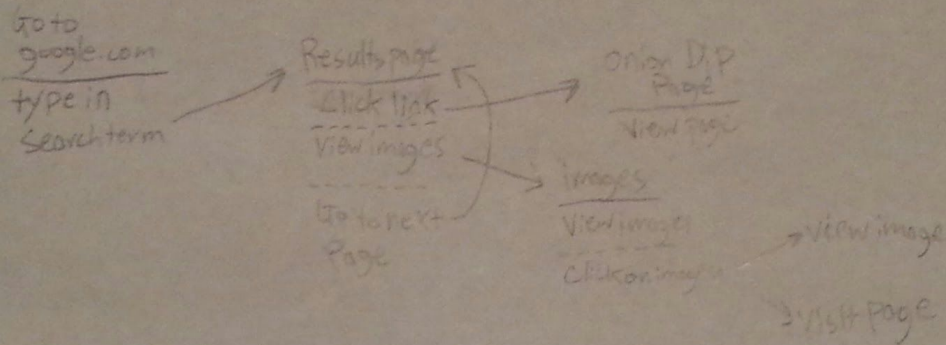 Go to
google.com
type in
search term
Results page
Click link
View images
Go to next
Page
Onion Dip
Page
View page
images
View images
Click on image
View image
Visit page